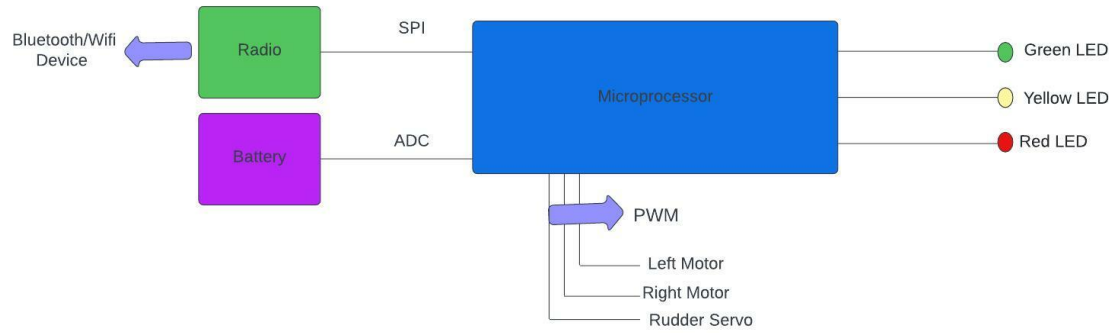 Bluetooth/Wifi
Device
Radio
SPI
Microprocessor
Green LED
Yellow LED
Red LED
Battery
ADC
PWM
Left Motor
Right Motor
Rudder Servo